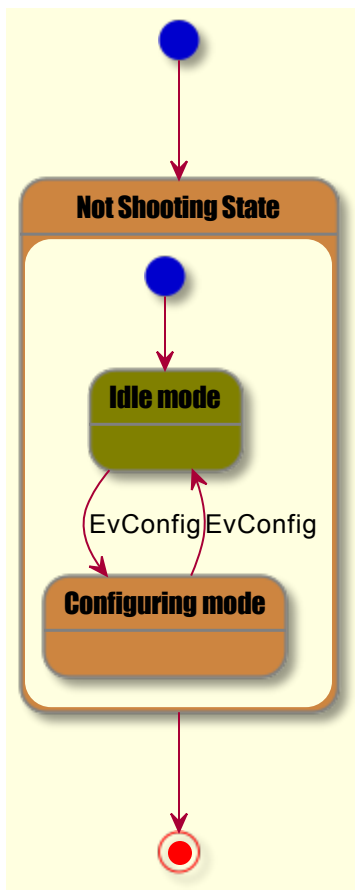 Not Shooting State
Idle mode
EvConfig EvConfig
Configuring mode